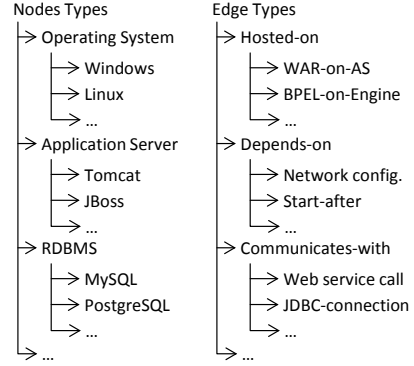 Nodes Types
Operating System
Windows
Linux
...
Application Server
Tomcat
JBoss
...
RDBMS
MySQL
PostgreSQL
...
...
Edge Types
Hosted-on
WAR-on-AS
BPEL-on-Engine
...
Depends-on
Network config.
Start-after
...
Communicates-with
Web service call
JDBC-connection
...
...